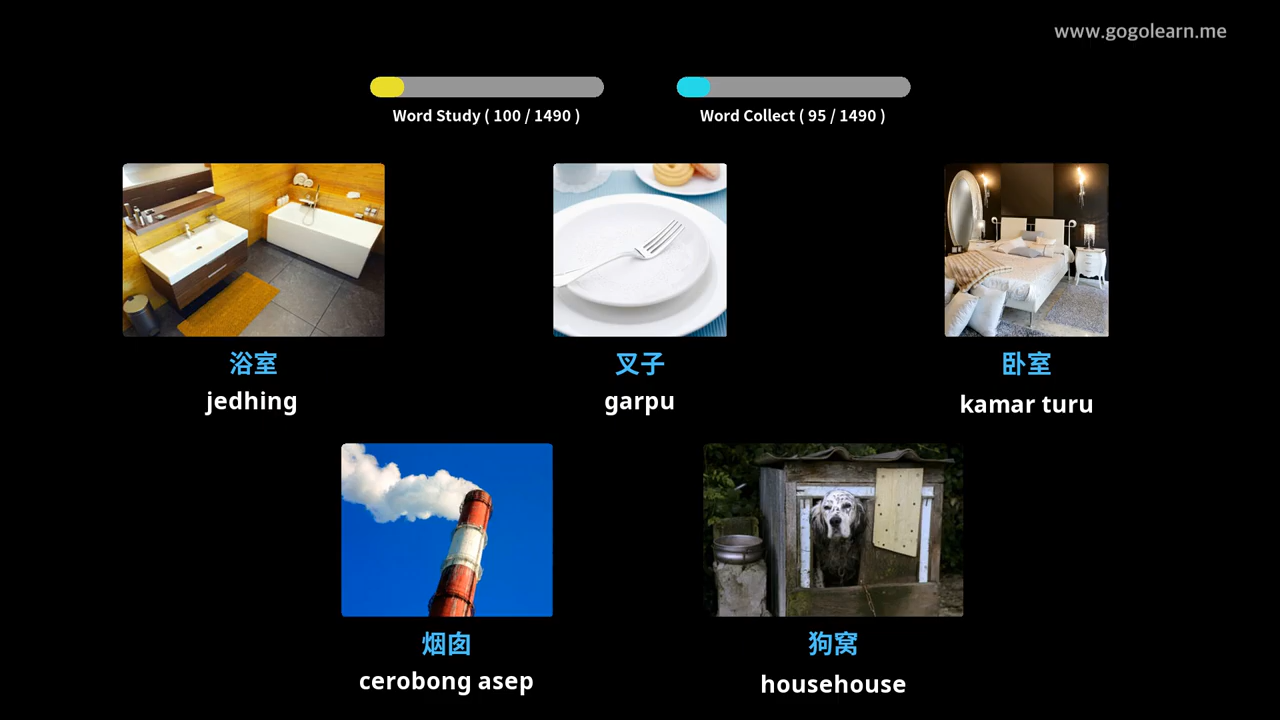 www.gogolearn.me
Word Study ( 100 / 1490 )
Word Collect ( 95 / 1490 )
浴室
jedhing
叉子
garpu
卧室
kamar turu
烟囱
cerobong asep
狗窝
househouse